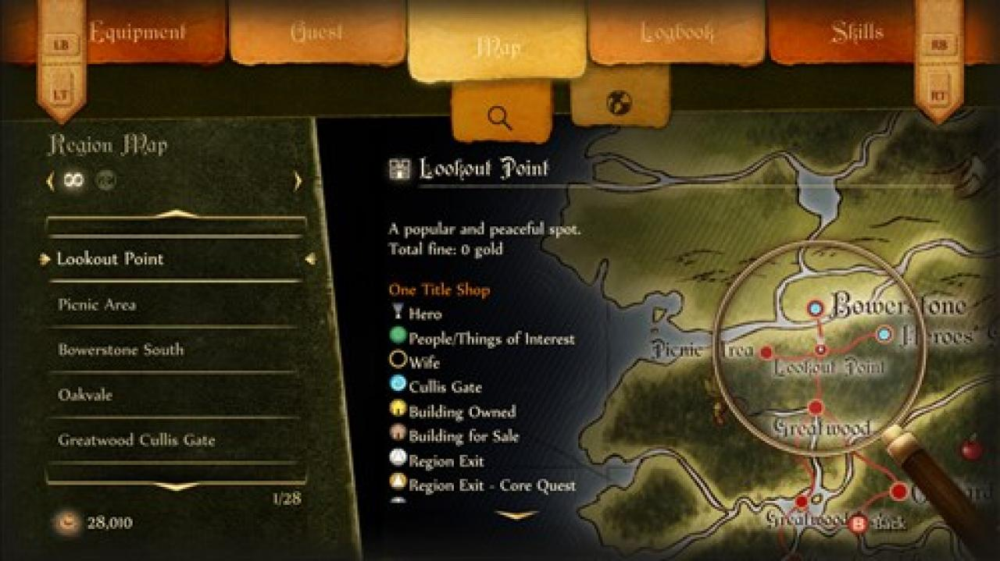 Equipment
Quest
Map
Logbook
Skills
LB
LT
RB
RT
Region Map
Lookout Point
Picnic Area
Bowerstone South
Oakvale
Greatwood Cullis Gate
1/28
28,010
Lookout Point
A popular and peaceful spot.
Total fine: 0 gold
One Title Shop
Hero
People/Things of Interest
Wife
Cullis Gate
Building Owned
Building for Sale
Region Exit
Region Exit - Core Quest
Bowerstone
Heroes' G
Picnic Area
Lookout Point
Greatwood
Greatwood
B Back